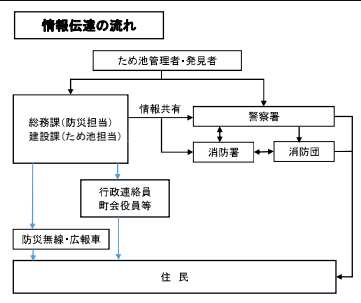 情報伝達の流れ
ため池管理者・発見者
総務課(防災担当)
建設課(ため池担当)
情報共有
警察署
消防署
消防団
行政連絡員
町会役員等
防災無線・広報車
住民